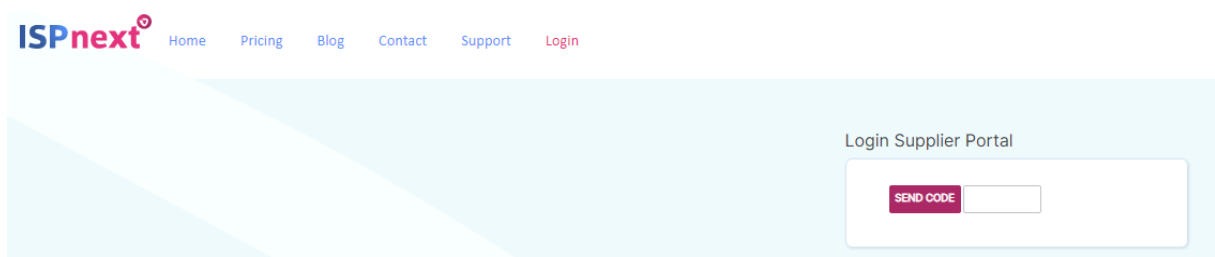 ISPnext Home Pricing Blog Contact Support Login
Login Supplier Portal
SEND CODE